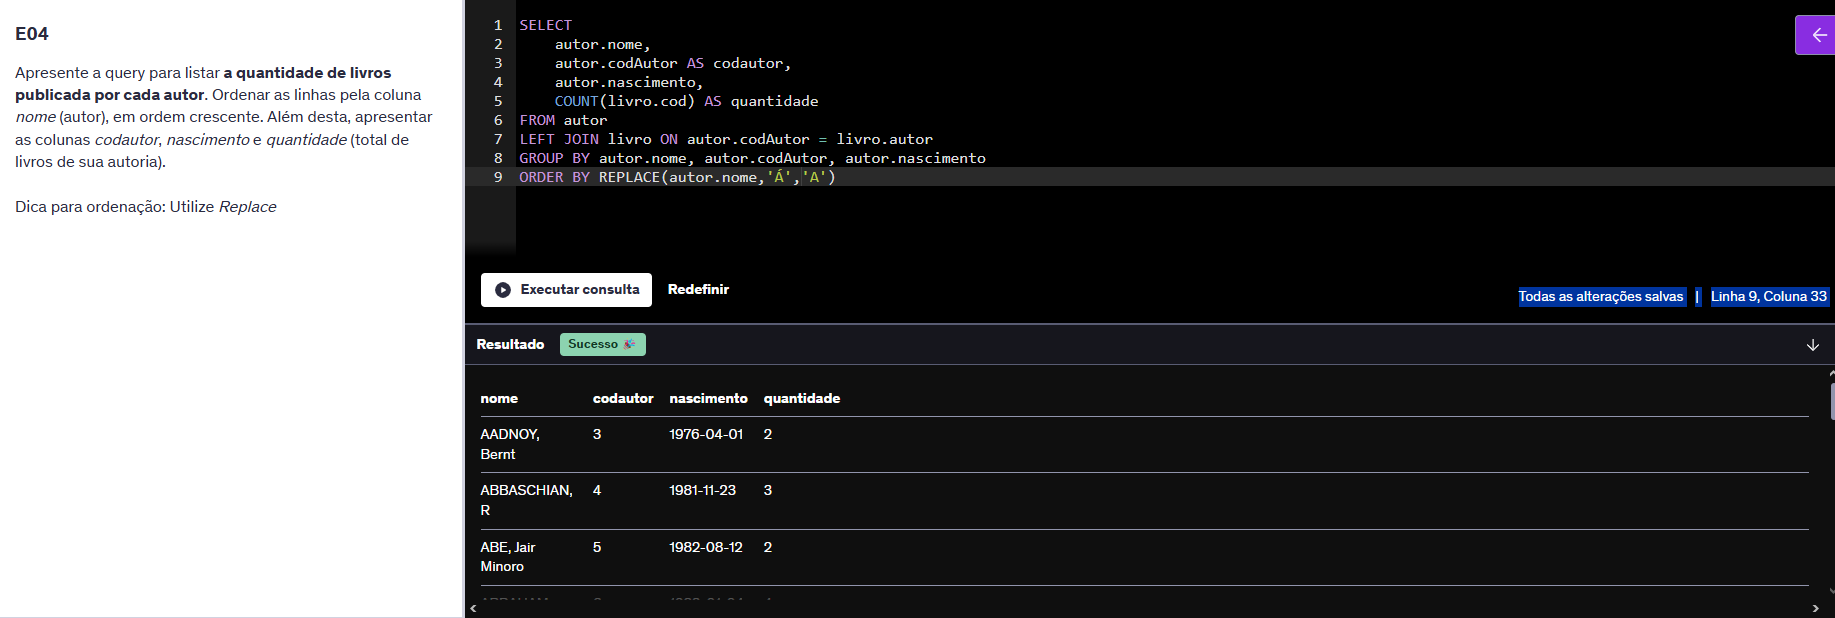 E04
Apresente a query para listar a quantidade de livros
publicada por cada autor. Ordenar as linhas pela coluna
nome (autor), em ordem crescente. Além desta, apresentar
as colunas codautor, nascimento e quantidade (total de
livros de sua autoria).
Dica para ordenação: Utilize Replace
1 SELECT
2 autor.nome,
3 autor.codAutor AS codautor,
4 autor.nascimento,
5 COUNT(livro.cod) AS quantidade
6 FROM autor
7 LEFT JOIN livro ON autor.codAutor = livro.autor
8 GROUP BY autor.nome, autor.codAutor, autor.nascimento
9 ORDER BY REPLACE(autor.nome,'Á','A')
Executar consulta Redefinir
Todas as alterações salvas | Linha 9, Coluna 33
Resultado Sucesso
nome codautor nascimento quantidade
AADNOY, 3 1976-04-01 2
Bernt
ABBASCHIAN, 4 1981-11-23 3
R
ABE, Jair 5 1982-08-12 2
Minoro